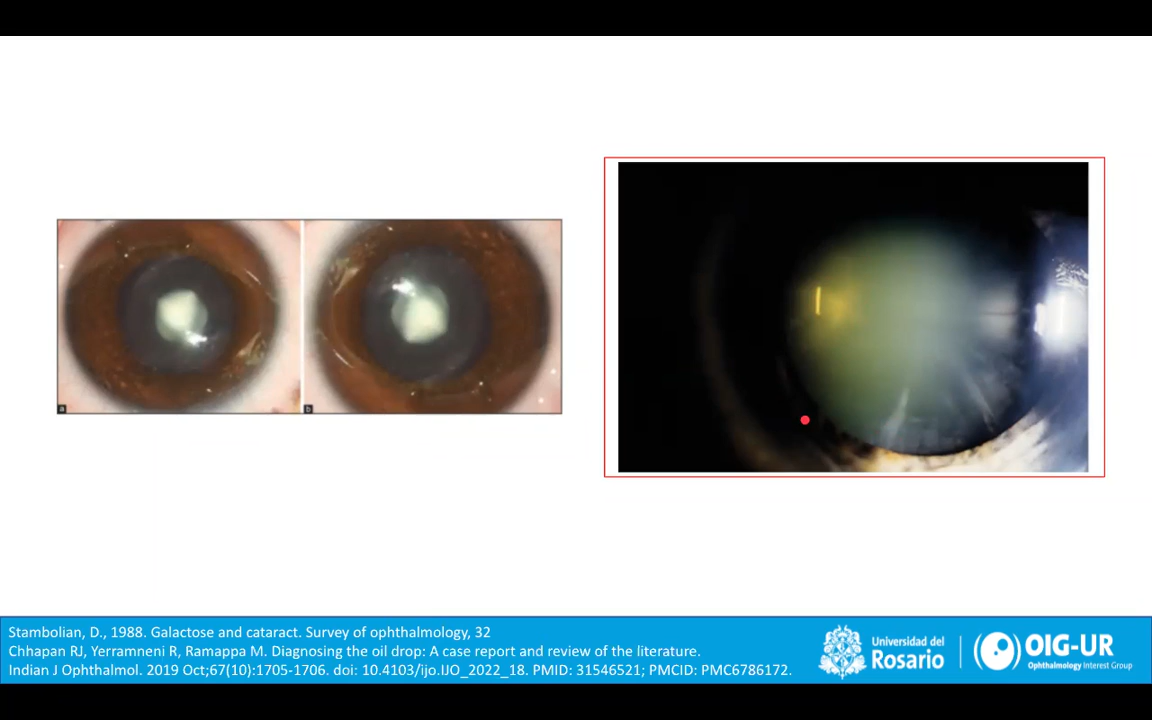 a
b
Stambolian, D., 1988. Galactose and cataract. Survey of ophthalmology, 32
Chhapan RJ, Yerramneni R, Ramappa M. Diagnosing the oil drop: A case report and review of the literature.
Indian J Ophthalmol. 2019 Oct;67(10):1705-1706. doi: 10.4103/ijo.IJO_2022_18. PMID: 31546521; PMCID: PMC6786172.
Universidad del
Rosario
OIG-UR
Ophthalmology Interest Group